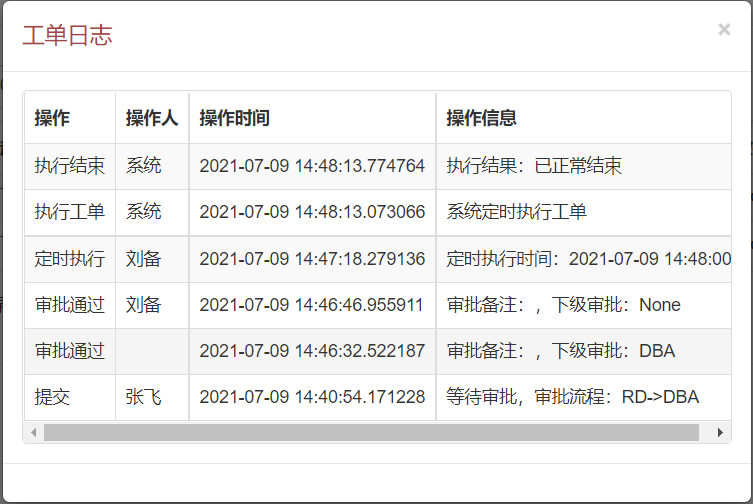 工单日志 ×
操作 操作人 操作时间 操作信息
执行结束 系统 2021-07-09 14:48:13.774764 执行结果：已正常结束
执行工单 系统 2021-07-09 14:48:13.073066 系统定时执行工单
定时执行 刘备 2021-07-09 14:47:18.279136 定时执行时间：2021-07-09 14:48:00
审批通过 刘备 2021-07-09 14:46:46.955911 审批备注：，下级审批：None
审批通过 2021-07-09 14:46:32.522187 审批备注：，下级审批：DBA
提交 张飞 2021-07-09 14:40:54.171228 等待审批，审批流程：RD->DBA